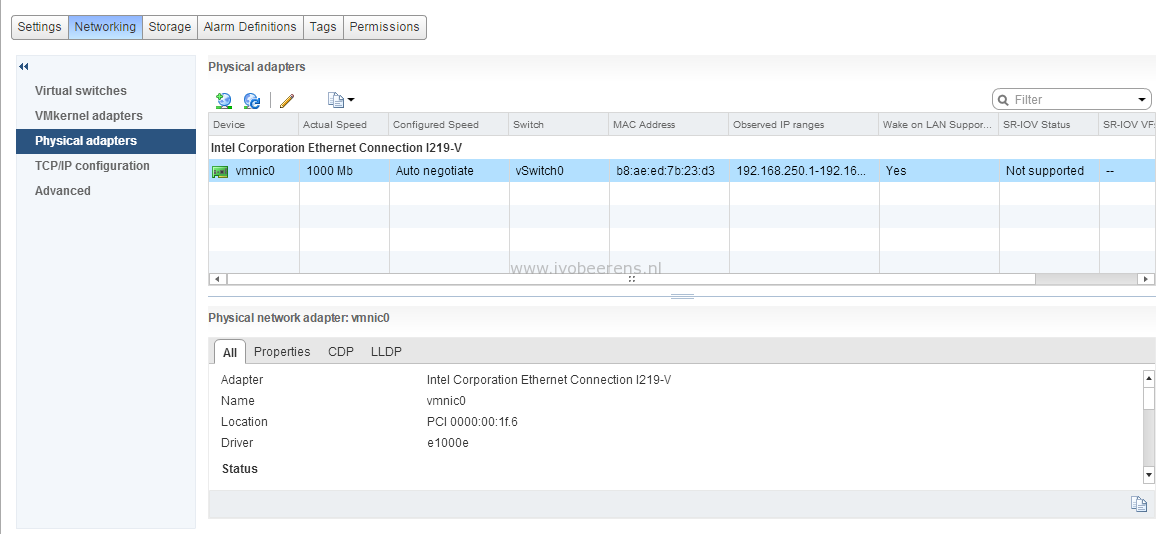 Settings Networking Storage Alarm Definitions Tags Permissions
Virtual switches
VMkernel adapters
Physical adapters
TCP/IP configuration
Advanced
Physical adapters
Filter
Device Actual Speed Configured Speed Switch MAC Address Observed IP ranges Wake on LAN Suppor... SR-IOV Status SR-IOV VFs
Intel Corporation Ethernet Connection I219-V
vmnic0 1000 Mb Auto negotiate vSwitch0 b8:ae:ed:7b:23:d3 192.168.250.1-192.16... Yes Not supported --
www.ivobeerens.nl
Physical network adapter: vmnic0
All Properties CDP LLDP
Adapter Intel Corporation Ethernet Connection I219-V
Name vmnic0
Location PCI 0000:00:1f.6
Driver e1000e
Status